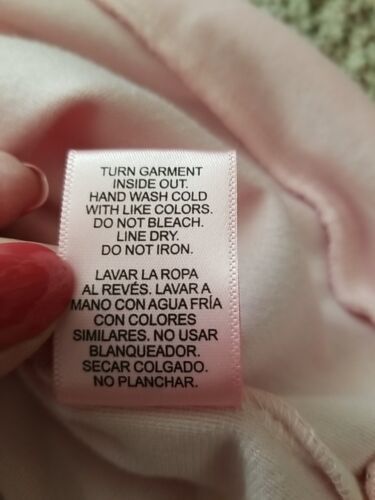 TURN GARMENT
INSIDE OUT.
HAND WASH COLD
WITH LIKE COLORS.
DO NOT BLEACH.
LINE DRY.
DO NOT IRON.
LAVAR LA ROPA
AL REVÉS. LAVAR A
MANO CON AGUA FRÍA
CON COLORES
SIMILARES. NO USAR
BLANQUEADOR.
SECAR COLGADO.
NO PLANCHAR.